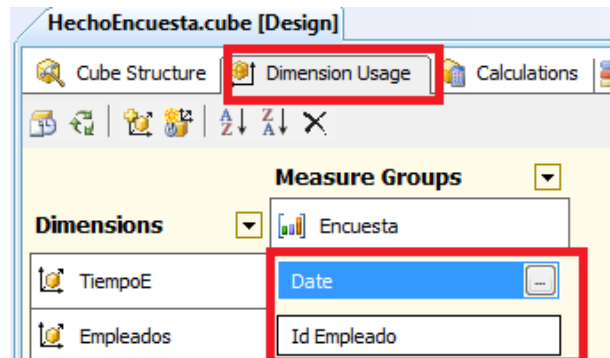 HechoEncuesta.cube [Design]
Cube Structure Dimension Usage Calculations
Measure Groups
Dimensions Encuesta
TiempoE Date ...
Empleados Id Empleado